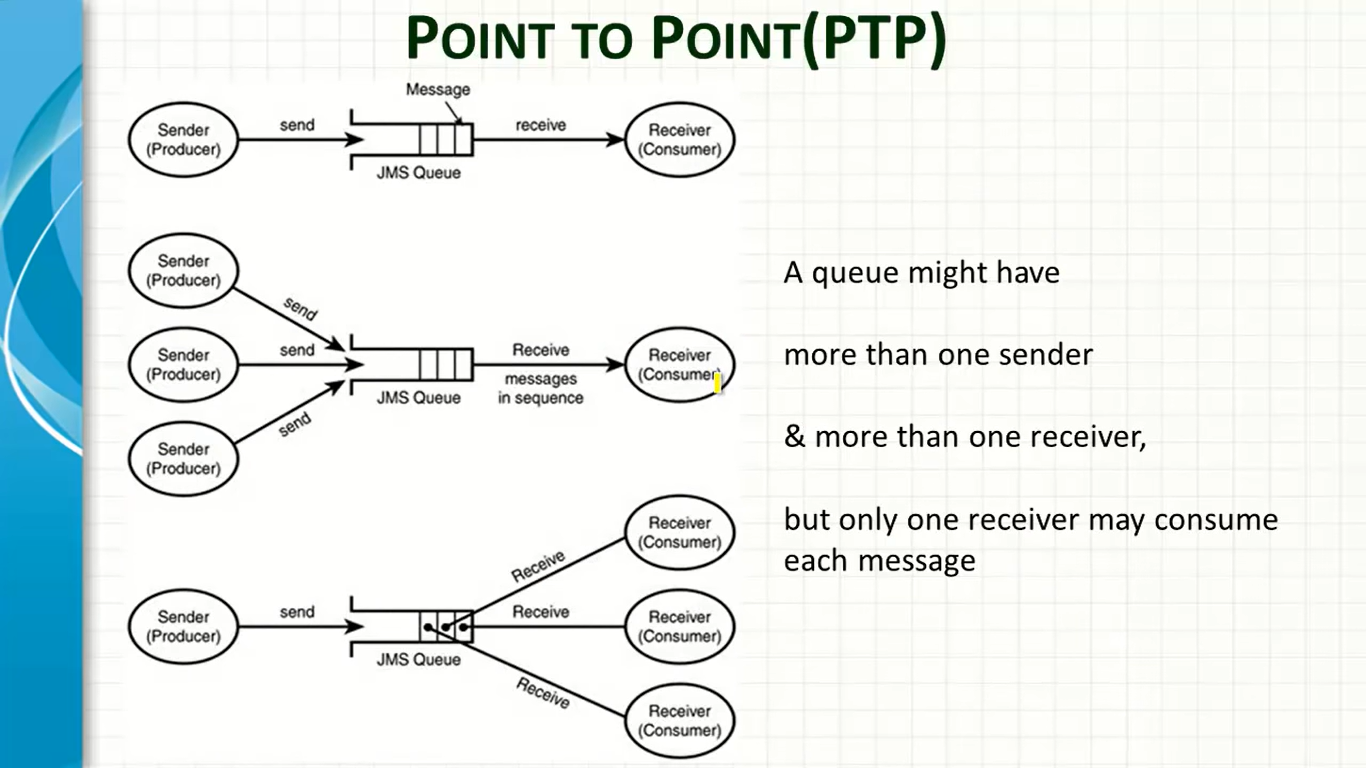 POINT TO POINT(PTP)
Message
Sender
(Producer)
send
JMS Queue
receive
Receiver
(Consumer)
Sender
(Producer)
send
Sender
(Producer)
send
Sender
(Producer)
send
JMS Queue
Receive
messages
in sequence
Receiver
(Consumer)
Sender
(Producer)
send
JMS Queue
Receive
Receiver
(Consumer)
Receive
Receiver
(Consumer)
Receive
Receiver
(Consumer)
A queue might have
more than one sender
& more than one receiver,
but only one receiver may consume
each message